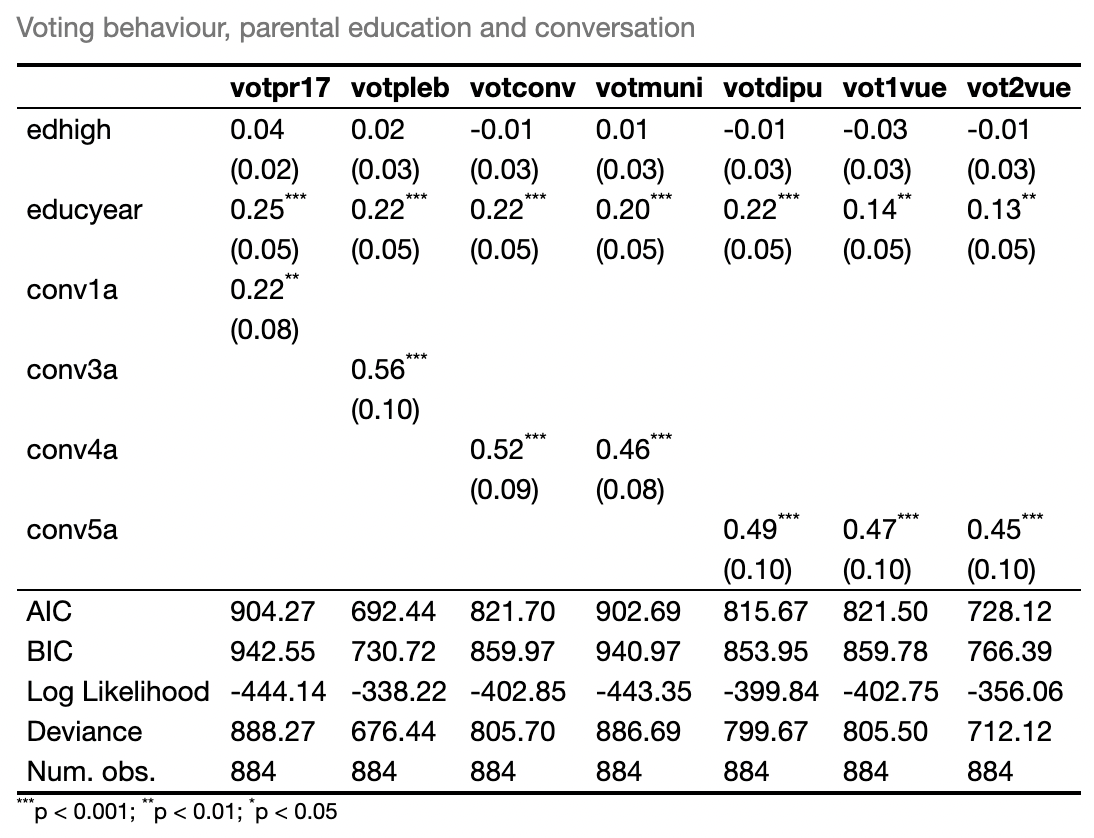 Voting behaviour, parental education and conversation
votpr17 votpleb votconv votmuni votdipu vot1vue vot2vue
edhigh 0.04 0.02 -0.01 0.01 -0.01 -0.03 -0.01
(0.02) (0.03) (0.03) (0.03) (0.03) (0.03) (0.03)
educyear 0.25*** 0.22*** 0.22*** 0.20*** 0.22*** 0.14** 0.13**
(0.05) (0.05) (0.05) (0.05) (0.05) (0.05) (0.05)
conv1a 0.22**
(0.08)
conv3a 0.56***
(0.10)
conv4a 0.52*** 0.46***
(0.09) (0.08)
conv5a 0.49*** 0.47*** 0.45***
(0.10) (0.10) (0.10)
AIC 904.27 692.44 821.70 902.69 815.67 821.50 728.12
BIC 942.55 730.72 859.97 940.97 853.95 859.78 766.39
Log Likelihood -444.14 -338.22 -402.85 -443.35 -399.84 -402.75 -356.06
Deviance 888.27 676.44 805.70 886.69 799.67 805.50 712.12
Num. obs. 884 884 884 884 884 884 884
***p < 0.001; **p < 0.01; *p < 0.05